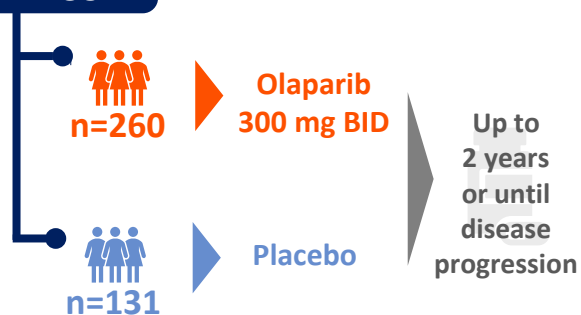 n=260
Olaparib
300 mg BID
n=131
Placebo
Up to
2 years
or until
disease
progression